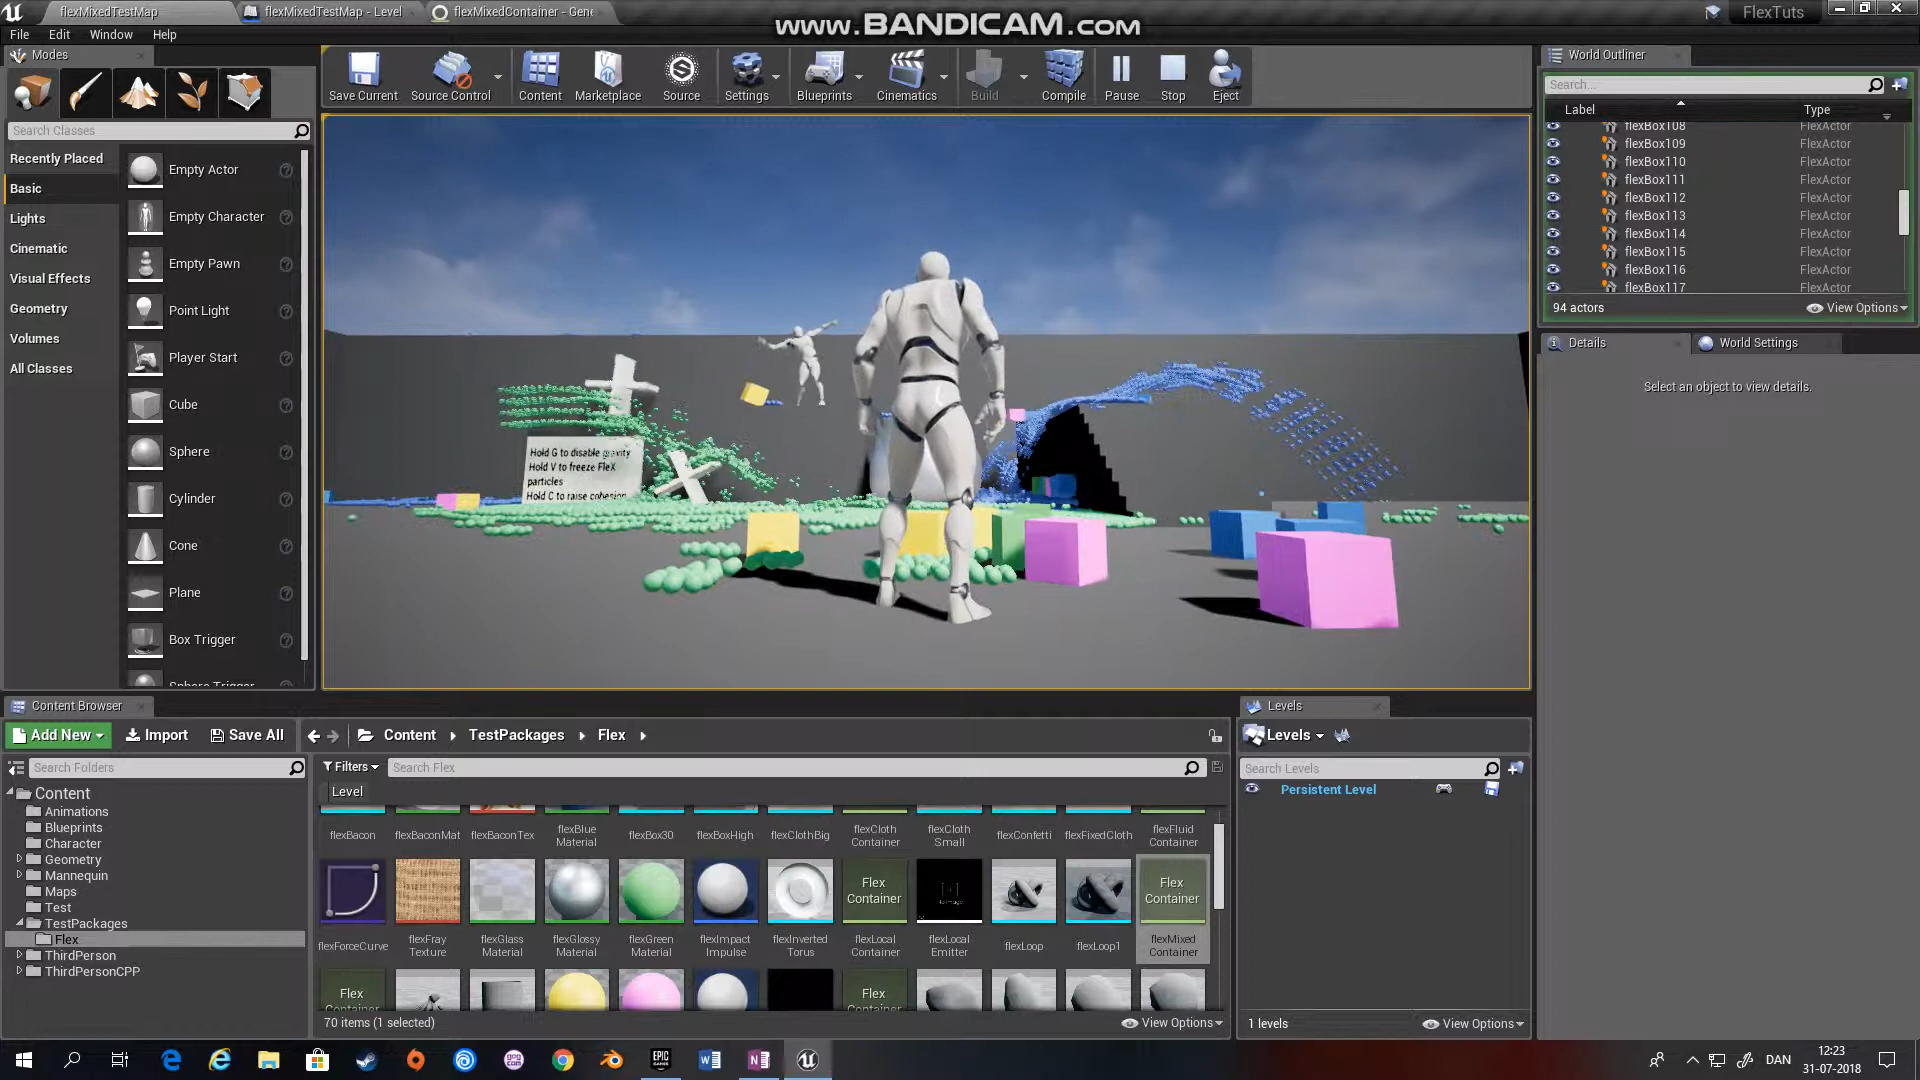 flexMixedTestMap
flexMixedTestMap - Level
flexMixedContainer - Gene
www.BANDICAM.com
FlexTuts
File Edit Window Help
Modes
Search Classes
Recently Placed
Basic
Lights
Cinematic
Visual Effects
Geometry
Volumes
All Classes
Empty Actor
Empty Character
Empty Pawn
Point Light
Player Start
Cube
Sphere
Cylinder
Cone
Plane
Box Trigger
Sphere Trigger
Save Current
Source Control
Content
Marketplace
Source
Settings
Blueprints
Cinematics
Build
Compile
Pause
Stop
Eject
Hold G to disable gravity
Hold V to freeze FleX
particles
Hold C to raise cohesion
World Outliner
Search...
Label Type
flexBox108 FlexActor
flexBox109 FlexActor
flexBox110 FlexActor
flexBox111 FlexActor
flexBox112 FlexActor
flexBox113 FlexActor
flexBox114 FlexActor
flexBox115 FlexActor
flexBox116 FlexActor
flexBox117 FlexActor
94 actors
View Options
Details
World Settings
Select an object to view details.
Content Browser
Add New
Import
Save All
Content TestPackages Flex
Search Folders
Content
Animations
Blueprints
Character
Geometry
Mannequin
Maps
Test
TestPackages
Flex
ThirdPerson
ThirdPersonCPP
Filters
Search Flex
Level
flexBacon
flexBaconMat
flexBaconTex
flexBlue
Material
flexBox30
flexBoxHigh
flexClothBig
flexCloth
Container
flexCloth
Small
flexConfetti
flexFixedCloth
flexFluid
Container
Flex
Container
Flex
Container
flexForceCurve
flexFray
Texture
flexGlass
Material
flexGlossy
Material
flexGreen
Material
flexImpact
Impulse
flexInverted
Torus
flexLocal
Container
flexLocal
Emitter
flexLoop
flexLoop1
flexMixed
Container
Flex
Container
Flex
Container
70 items (1 selected)
View Options
Levels
Levels
Search Levels
Persistent Level
1 levels
View Options
EPIC
GAMES
DAN
12:23
31-07-2018